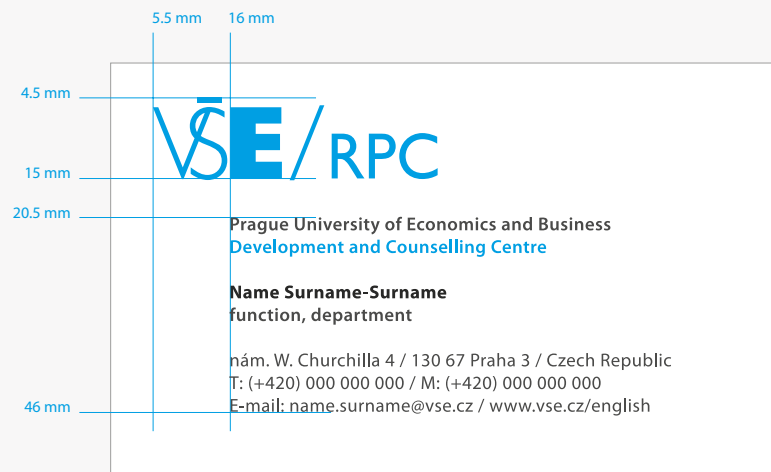 5.5 mm 16 mm
4.5 mm
VŠE/RPC
15 mm
20.5 mm
Prague University of Economics and Business
Development and Counselling Centre
Name Surname-Surname
function, department
nám. W. Churchilla 4 / 130 67 Praha 3 / Czech Republic
T: (+420) 000 000 000 / M: (+420) 000 000 000
46 mm E-mail: name.surname@vse.cz / www.vse.cz/english